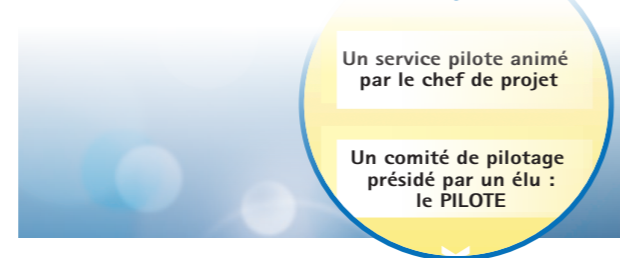 Un service pilote animé
par le chef de projet
Un comité de pilotage
présidé par un élu :
le PILOTE